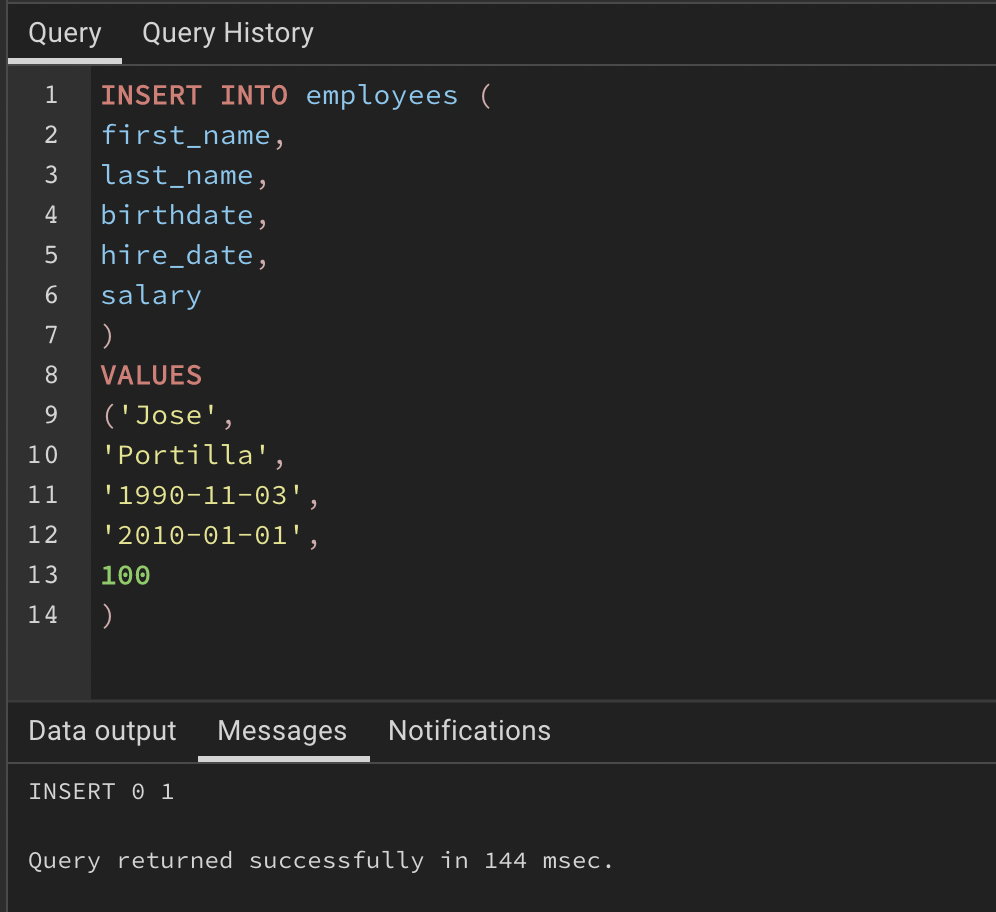 Query Query History
1 INSERT INTO employees (
2 first_name,
3 last_name,
4 birthdate,
5 hire_date,
6 salary
7 )
8 VALUES
9 ('Jose',
10 'Portilla',
11 '1990-11-03',
12 '2010-01-01',
13 100
14 )
Data output Messages Notifications
INSERT 0 1
Query returned successfully in 144 msec.